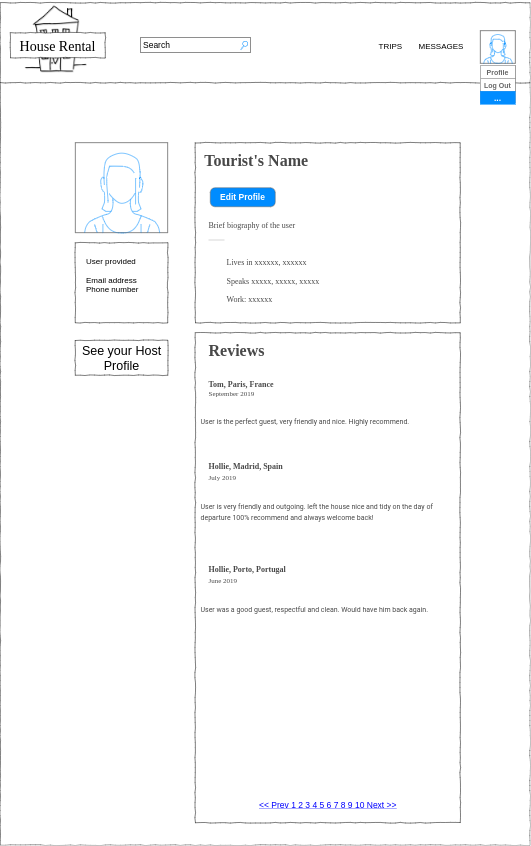 House Rental
Search
TRIPS
MESSAGES
Profile
Log Out
...
User provided
Email address
Phone number
See your Host
Profile
Tourist's Name
Edit Profile
Brief biography of the user
Lives in xxxxxx, xxxxxx
Speaks xxxxx, xxxxx, xxxxx
Work: xxxxxx
Reviews
Tom, Paris, France
September 2019
User is the perfect guest, very friendly and nice. Highly recommend.
Hollie, Madrid, Spain
July 2019
User is very friendly and outgoing. left the house nice and tidy on the day of
departure 100% recommend and always welcome back!
Hollie, Porto, Portugal
June 2019
User was a good guest, respectful and clean. Would have him back again.
<< Prev 1 2 3 4 5 6 7 8 9 10 Next >>